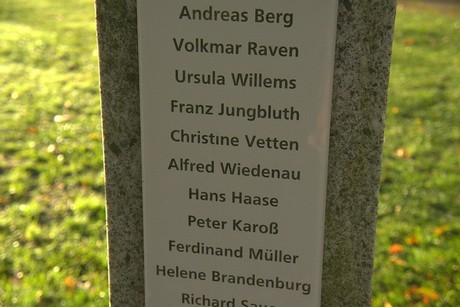 Andreas Berg
Volkmar Raven
Ursula Willems
Franz Jungbluth
Christine Vetten
Alfred Wiedenau
Hans Haase
Peter Karoß
Ferdinand Müller
Helene Brandenburg
Richard